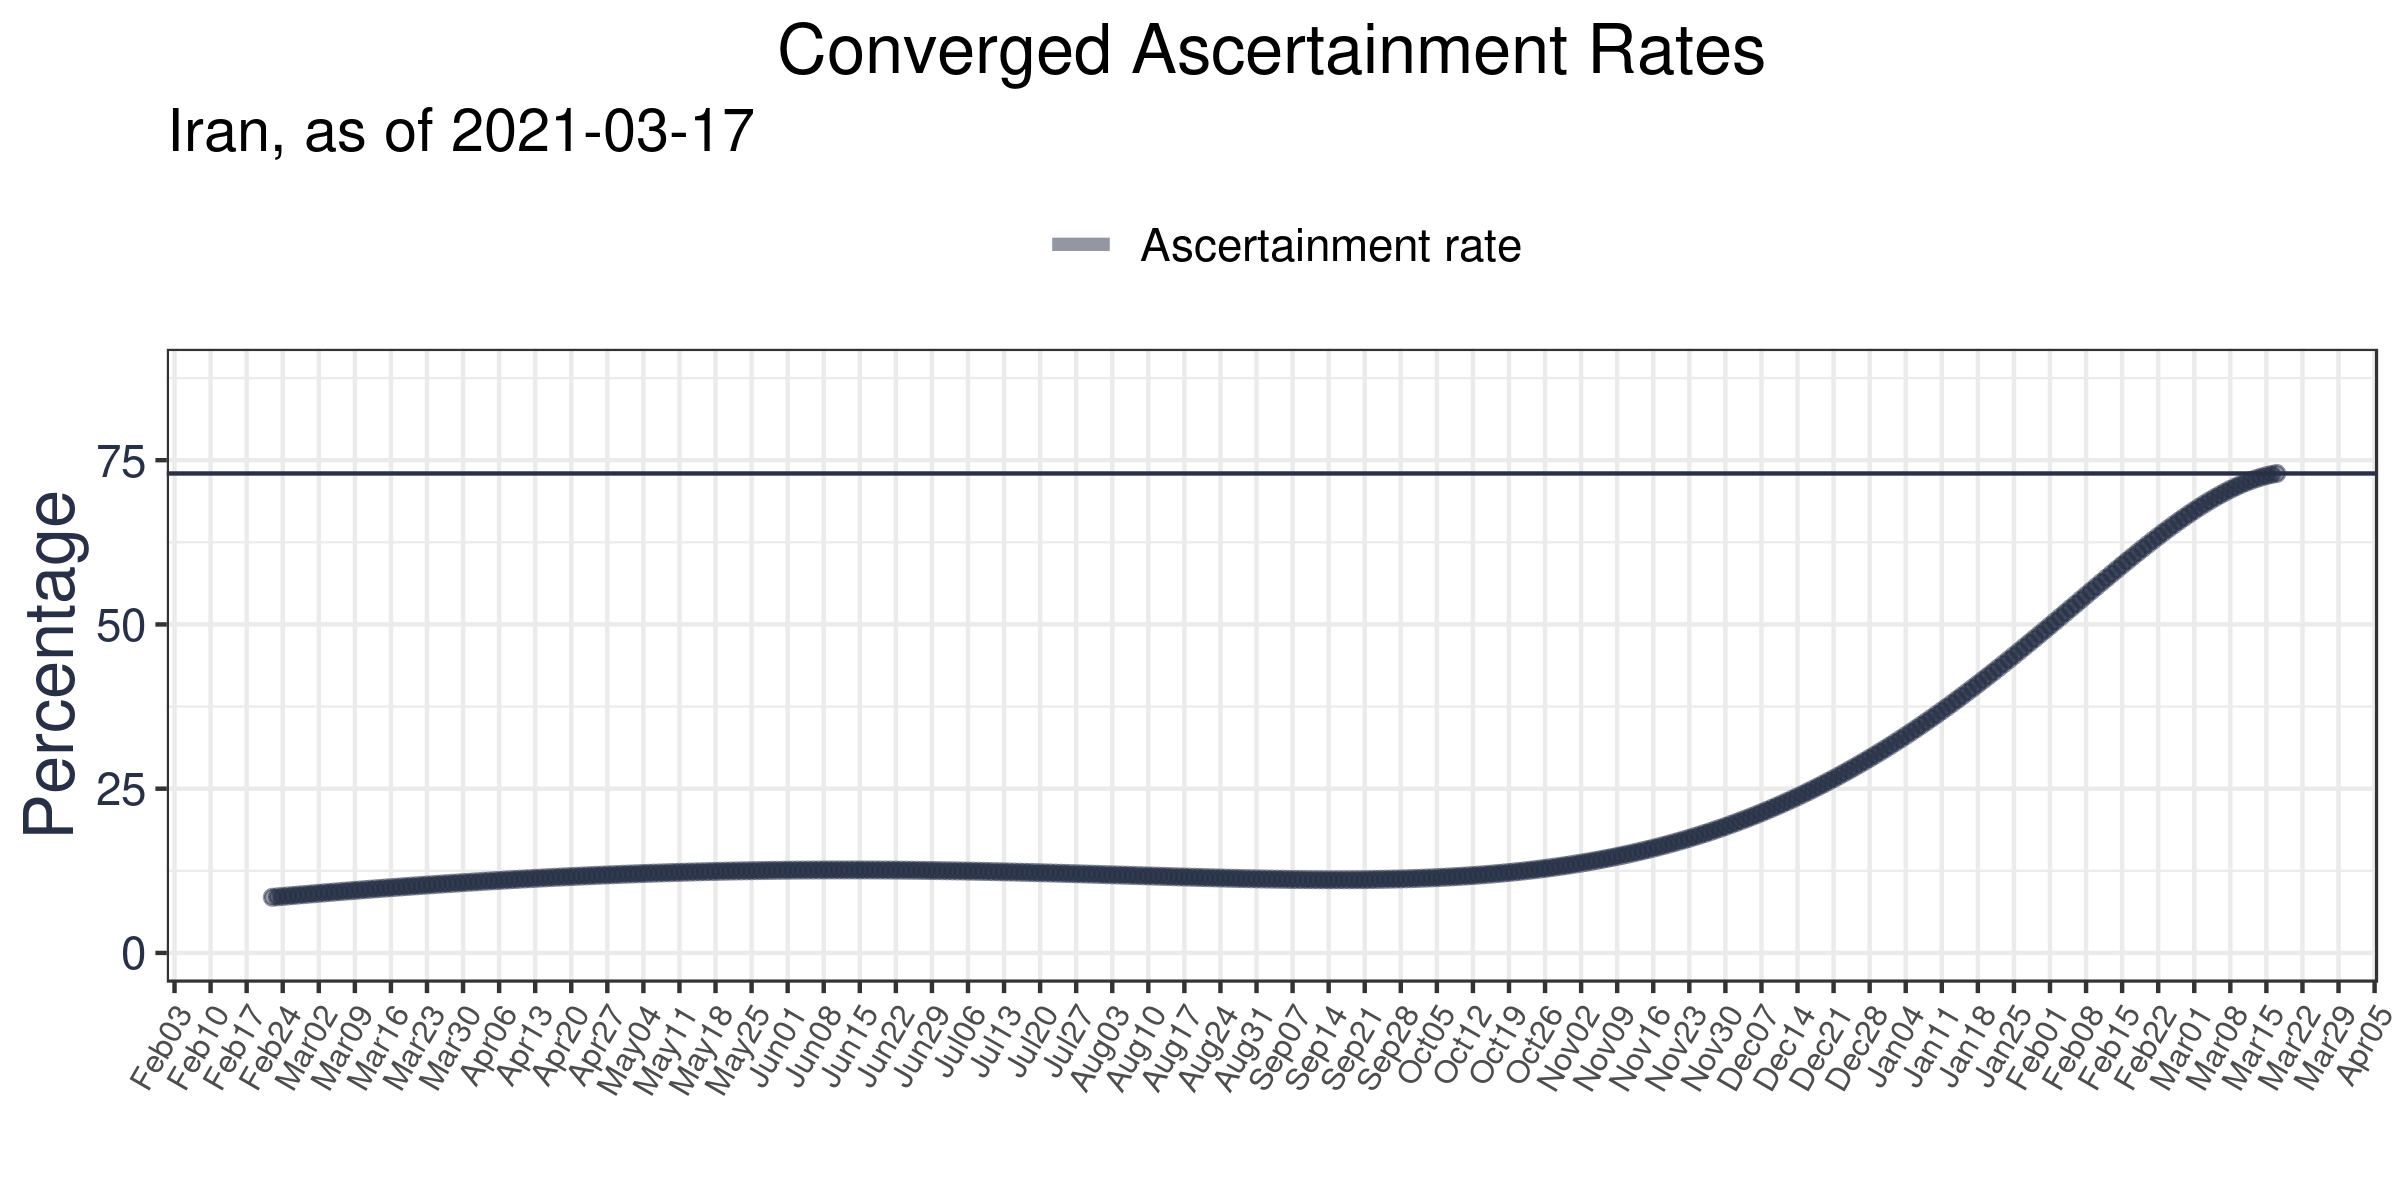 Converged Ascertainment Rates
Iran, as of 2021-03-17
Ascertainment rate
Percentage
75
50
25
0
Feb03
Feb10
Feb17
Feb24
Mar02
Mar09
Mar16
Mar23
Mar30
Apr06
Apr13
Apr20
Apr27
May04
May11
May18
May25
Jun01
Jun08
Jun15
Jun22
Jun29
Jul06
Jul13
Jul20
Jul27
Aug03
Aug10
Aug17
Aug24
Aug31
Sep07
Sep14
Sep21
Sep28
Oct05
Oct12
Oct19
Oct26
Nov02
Nov09
Nov16
Nov23
Nov30
Nov30
Dec07
Dec14
Dec21
Dec28
Jan04
Jan11
Jan18
Jan25
Feb01
Feb08
Feb15
Feb22
Mar01
Mar08
Mar15
Mar22
Mar29
Apr05